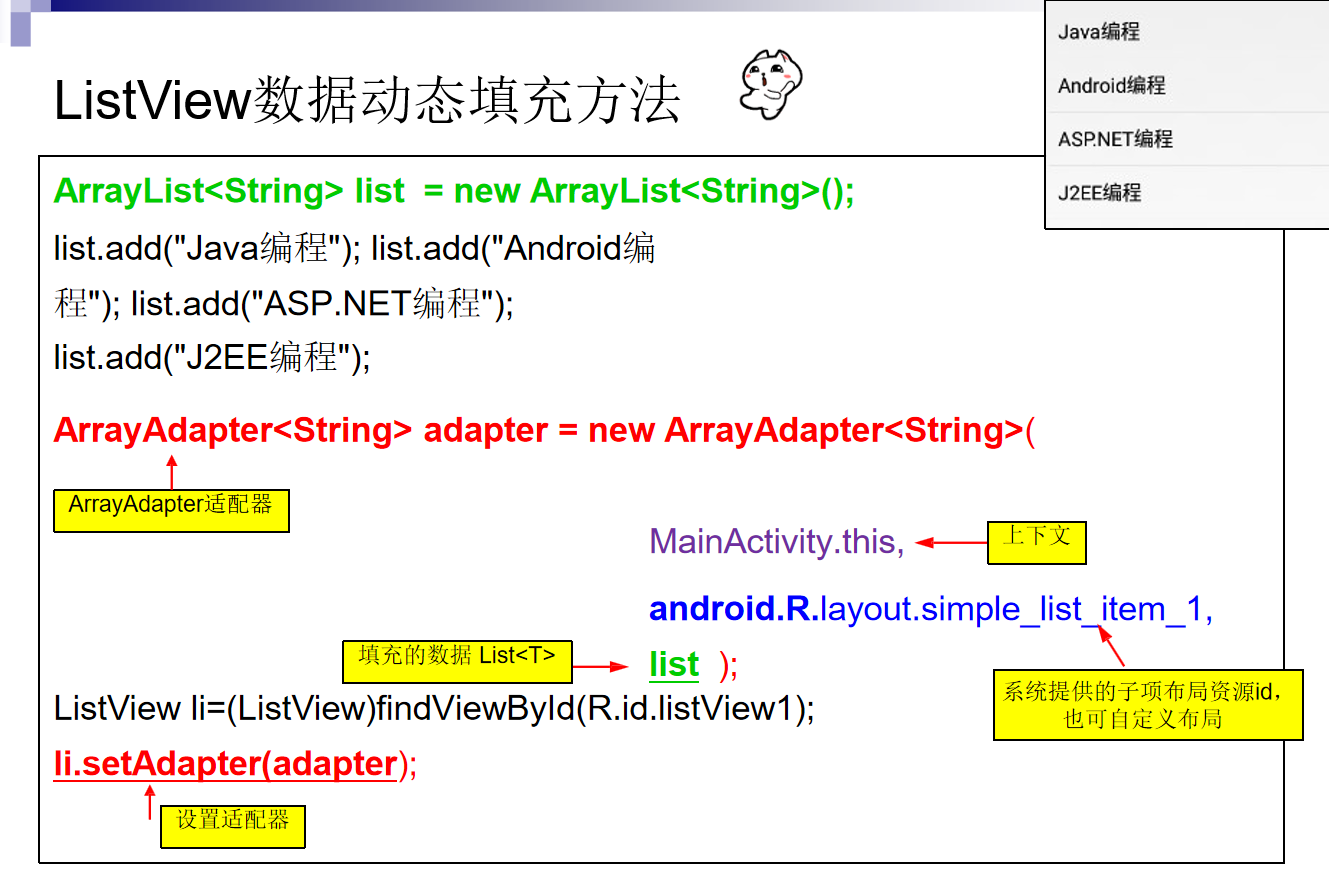 ListView数据动态填充方法
Java编程
Android编程
ASP.NET编程
J2EE编程
ArrayList<String> list  = new ArrayList<String>();
list.add("Java编程"); list.add("Android编
程"); list.add("ASP.NET编程");
list.add("J2EE编程");
ArrayAdapter<String> adapter = new ArrayAdapter<String>(
ArrayAdapter适配器
MainActivity.this,
上下文
android.R.layout.simple_list_item_1,
填充的数据 List<T>
list  );
系统提供的子项布局资源id，
也可自定义布局
ListView li=(ListView)findViewById(R.id.listView1);
li.setAdapter(adapter);
设置适配器